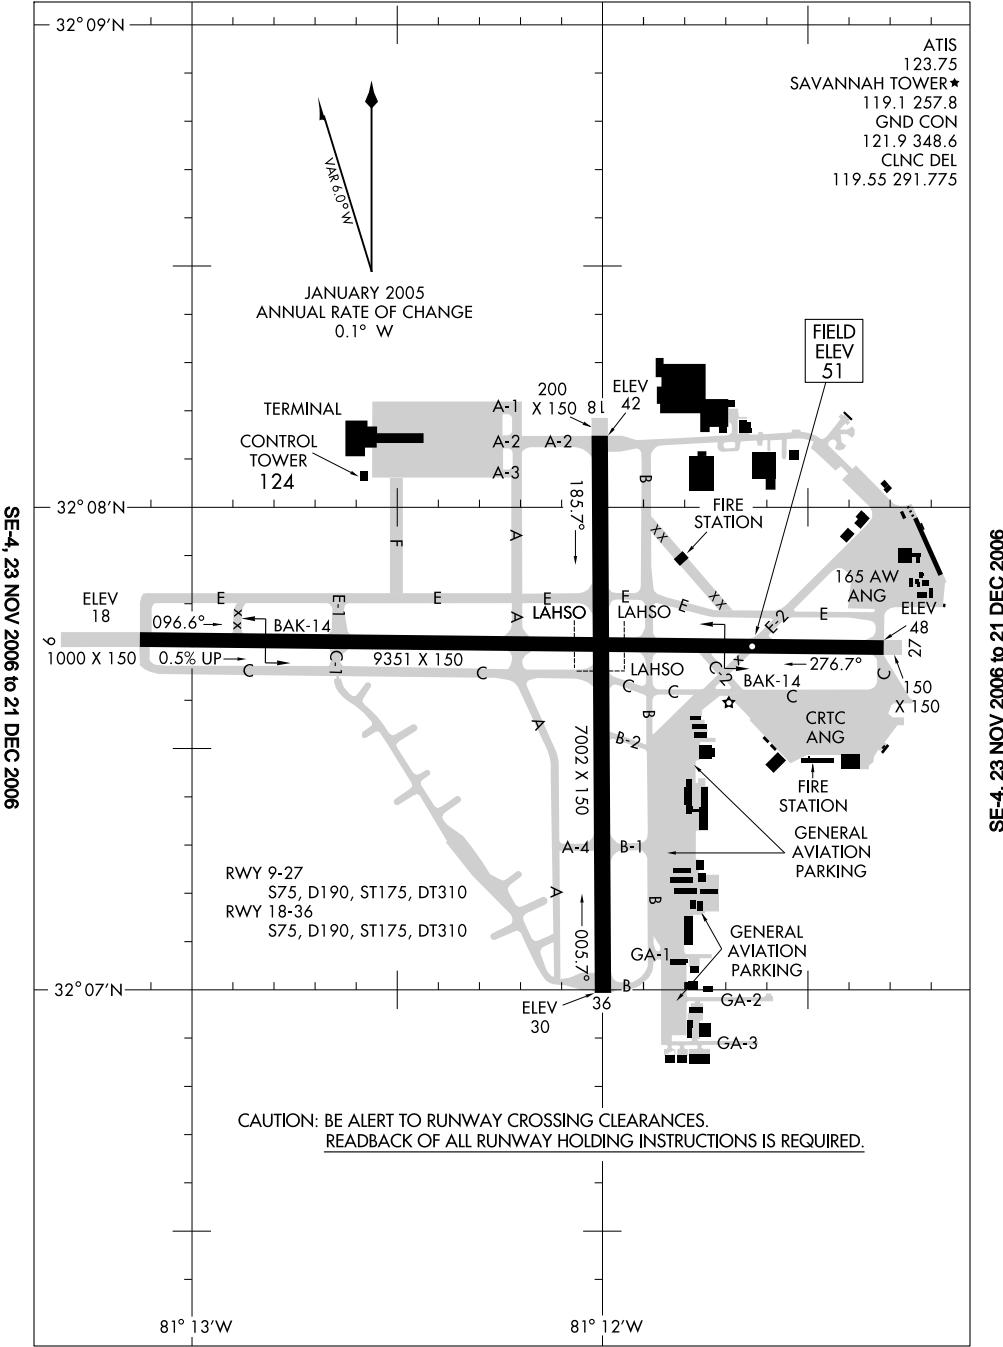 32°09'N
ATIS
123.75
SAVANNAH TOWER★
119.1 257.8
GND CON
121.9 348.6
CLNC DEL
119.55 291.775
VAR 6.0° W
JANUARY 2005
ANNUAL RATE OF CHANGE
0.1° W
FIELD
ELEV
51
200
X 150
18
ELEV
42
TERMINAL
A-1
A-2
A-2
A-3
CONTROL
TOWER
124
B
32°08'N
185.7°
FIRE
STATION
XX
F
A
165 AW
ANG
ELEV
18
E
E-1
E
E
E
E
XX
E
LAHSO
LAHSO
ELEV
48
XX
096.6°
BAK-14
A
E-2
9
27
1000 X 150
0.5% UP
C
C-1
9351 X 150
C
LAHSO
C
C
C-2
X
276.7°
BAK-14
C
C
150
X 150
A
B
B-2
CRTC
ANG
7002 X 150
FIRE
STATION
GENERAL
AVIATION
PARKING
A-4
B-1
RWY 9-27
S75, D190, ST175, DT310
RWY 18-36
S75, D190, ST175, DT310
A
B
005.7°
GENERAL
AVIATION
PARKING
GA-1
32°07'N
B
ELEV
30
36
GA-2
GA-3
CAUTION: BE ALERT TO RUNWAY CROSSING CLEARANCES.
READBACK OF ALL RUNWAY HOLDING INSTRUCTIONS IS REQUIRED.
81° 13'W
81° 12'W
SE-4, 23 NOV 2006 to 21 DEC 2006
SE-4, 23 NOV 2006 to 21 DEC 2006